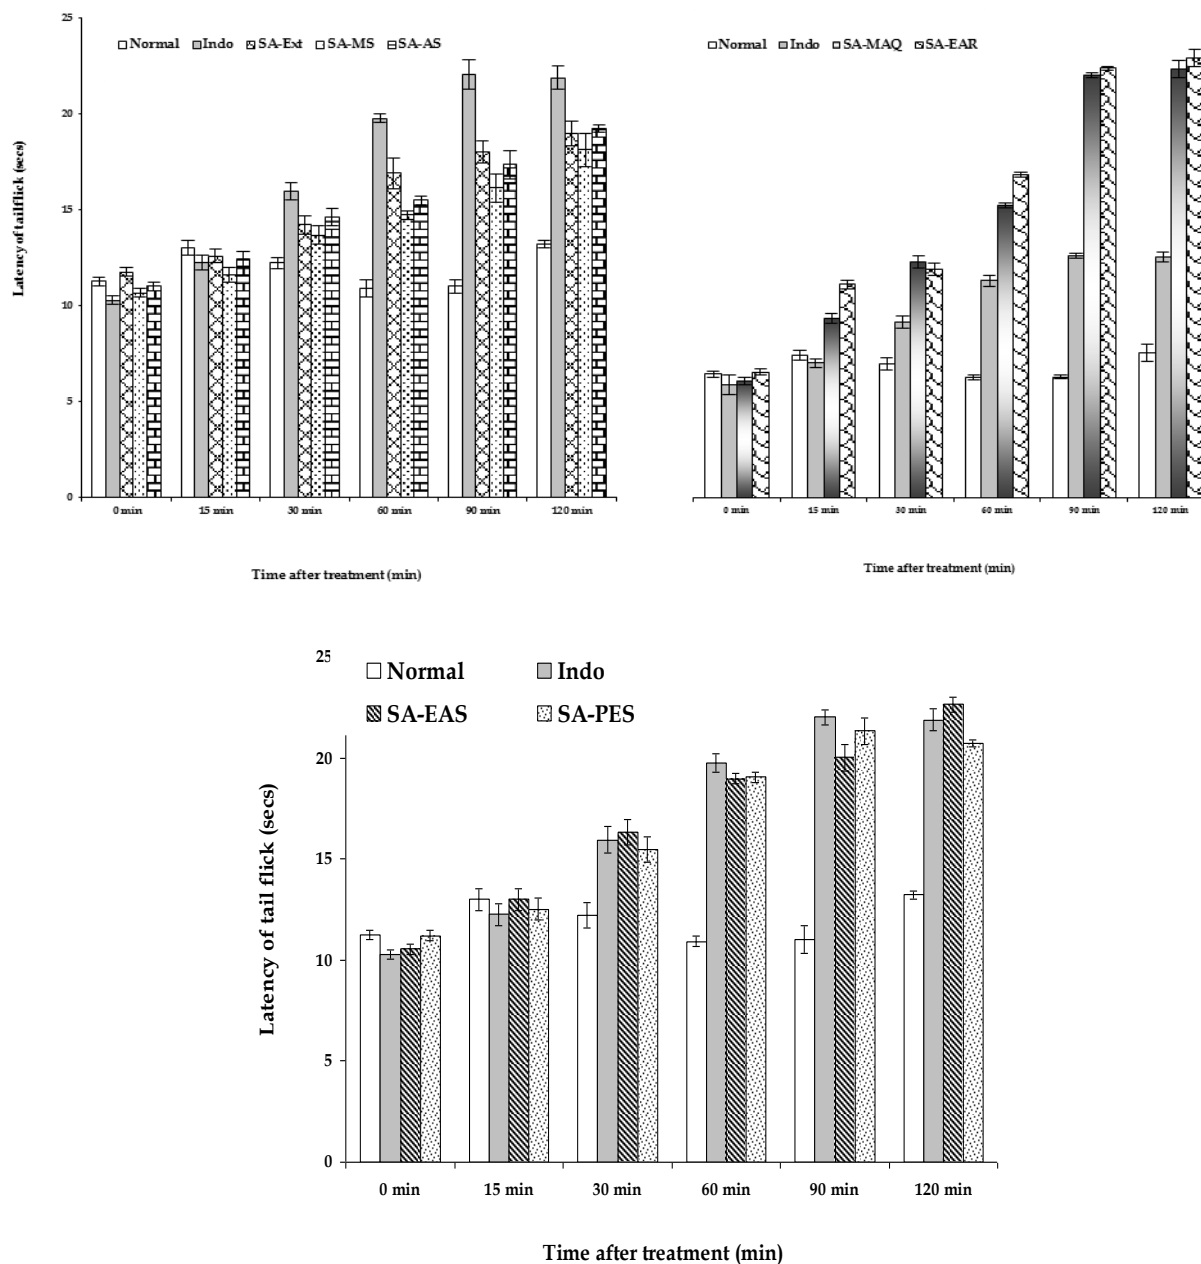 25
Normal Indo SA-Ext SA-MS SA-AS
20
15
10
5
0
Latency of tail flick (secs)
0 min 15 min 30 min 60 min 90 min 120 min
Time after treatment (min)
Normal Indo SA-MAQ SA-EAR
0 min 15 min 30 min 60 min 90 min 120 min
Time after treatment (min)
25
Normal Indo
SA-EAS SA-PES
20
15
10
5
0
Latency of tail flick (secs)
0 min 15 min 30 min 60 min 90 min 120 min
Time after treatment (min)